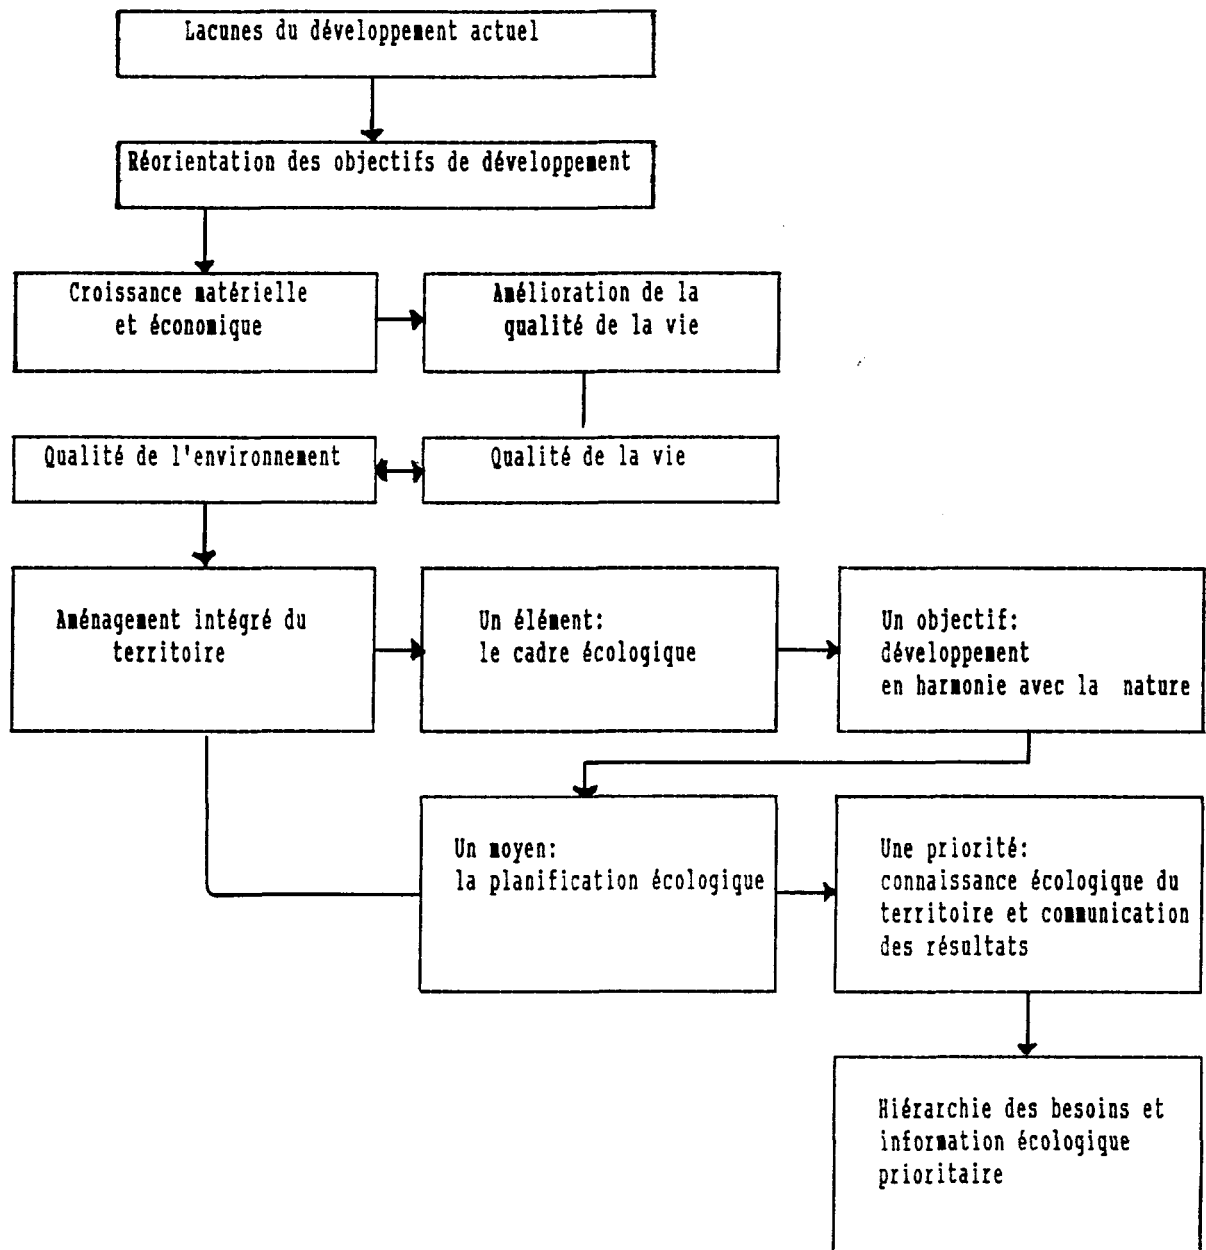 Lacunes du développement actuel
Réorientation des objectifs de développement
Croissance matérielle
et économique
Amélioration de la
qualité de la vie
Qualité de l'environnement
Qualité de la vie
Aménagement intégré du
territoire
Un élément:
le cadre écologique
Un objectif:
développement
en harmonie avec la nature
Un moyen:
la planification écologique
Une priorité:
connaissance écologique du
territoire et communication
des résultats
Hiérarchie des besoins et
information écologique
prioritaire